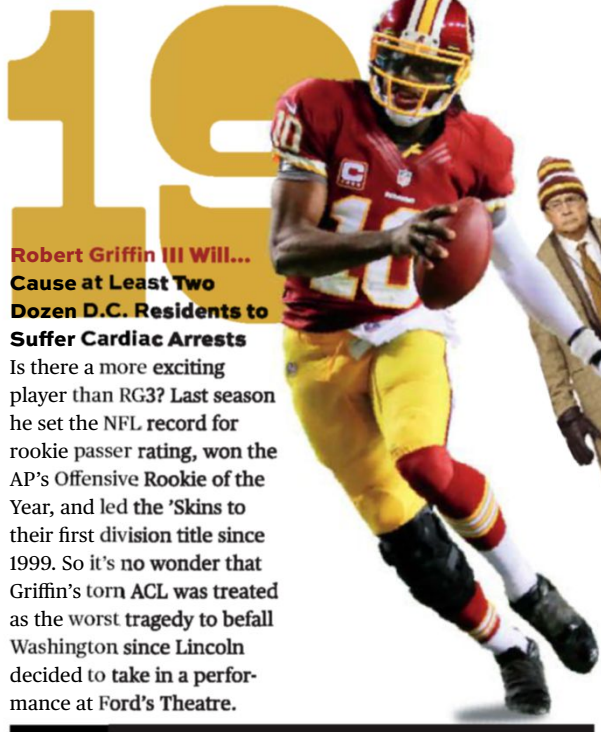 19
Robert Griffin III Will...
Cause at Least Two
Dozen D.C. Residents to
Suffer Cardiac Arrests
Is there a more exciting
player than RG3? Last season
he set the NFL record for
rookie passer rating, won the
AP's Offensive Rookie of the
Year, and led the 'Skins to
their first division title since
1999. So it's no wonder that
Griffin's torn ACL was treated
as the worst tragedy to befall
Washington since Lincoln
decided to take in a perfor-
mance at Ford's Theatre.
10
C
10